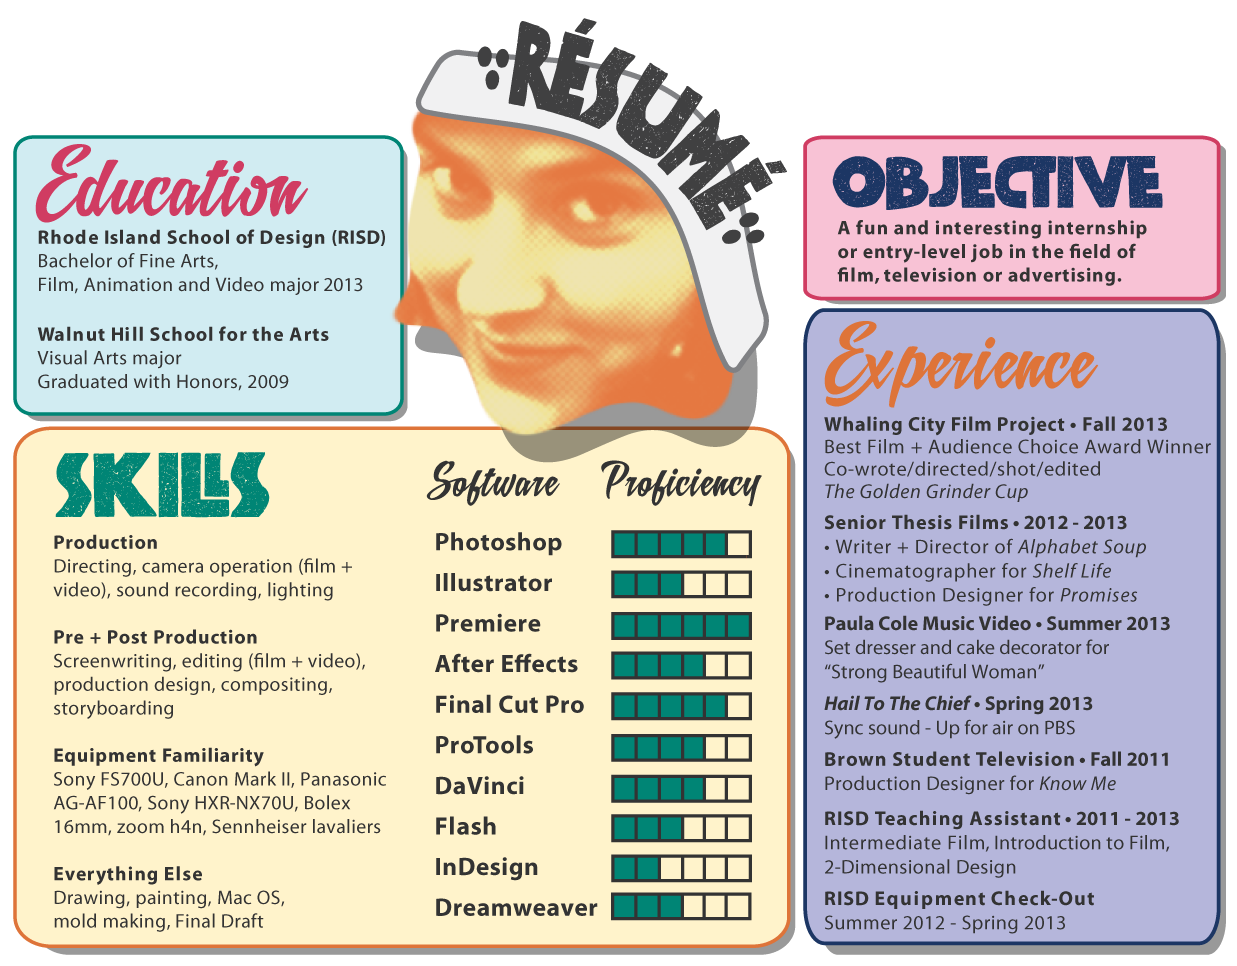 RÉSUMÉ
Education
Rhode Island School of Design (RISD)
Bachelor of Fine Arts,
Film, Animation and Video major 2013
Walnut Hill School for the Arts
Visual Arts major
Graduated with Honors, 2009
OBJECTIVE
A fun and interesting internship
or entry-level job in the field of
film, television or advertising.
SKILLS
Production
Directing, camera operation (film +
video), sound recording, lighting
Pre + Post Production
Screenwriting, editing (film + video),
production design, compositing,
storyboarding
Equipment Familiarity
Sony FS700U, Canon Mark II, Panasonic
AG-AF100, Sony HXR-NX70U, Bolex
16mm, zoom h4n, Sennheiser lavaliers
Everything Else
Drawing, painting, Mac OS,
mold making, Final Draft
Software Proficiency
Photoshop
Illustrator
Premiere
After Effects
Final Cut Pro
ProTools
DaVinci
Flash
InDesign
Dreamweaver
Experience
Whaling City Film Project • Fall 2013
Best Film + Audience Choice Award Winner
Co-wrote/directed/shot/edited
The Golden Grinder Cup
Senior Thesis Films • 2012 - 2013
• Writer + Director of Alphabet Soup
• Cinematographer for Shelf Life
• Production Designer for Promises
Paula Cole Music Video • Summer 2013
Set dresser and cake decorator for
“Strong Beautiful Woman”
Hail To The Chief • Spring 2013
Sync sound - Up for air on PBS
Brown Student Television • Fall 2011
Production Designer for Know Me
RISD Teaching Assistant • 2011 - 2013
Intermediate Film, Introduction to Film,
2-Dimensional Design
RISD Equipment Check-Out
Summer 2012 - Spring 2013